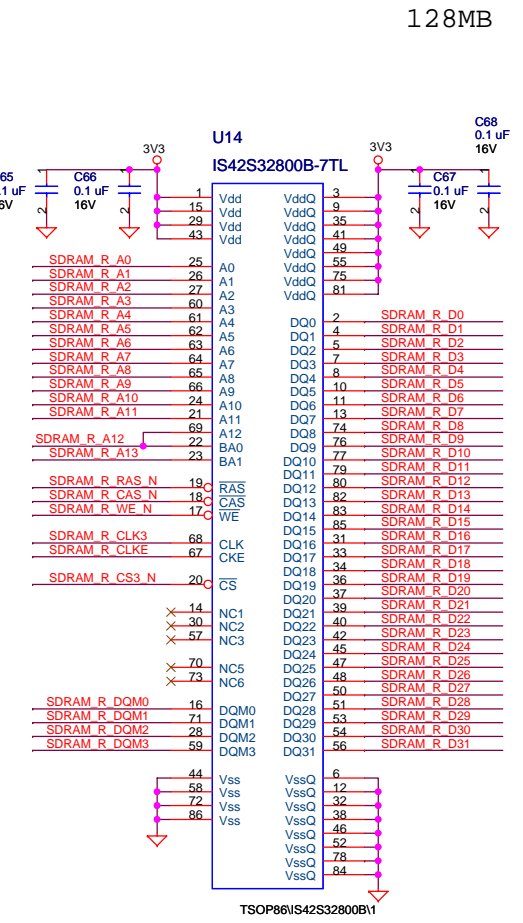 128MB
C68
0.1 uF
16V
U14
3V3
3V3
IS42S32800B-7TL
65
.1 uF
6V
C66
0.1 uF
16V
C67
0.1 uF
16V
1
2
1
2
1
2
1
2
1 Vdd VddQ 3
15 Vdd VddQ 9
29 Vdd VddQ 35
43 Vdd VddQ 41
VddQ 49
VddQ 55
VddQ 75
VddQ 81
SDRAM_R_A0 25 A0
SDRAM_R_A1 26 A1
SDRAM_R_A2 27 A2
SDRAM_R_A3 60 A3
SDRAM_R_A4 61 A4
SDRAM_R_A5 62 A5
SDRAM_R_A6 63 A6
SDRAM_R_A7 64 A7
SDRAM_R_A8 65 A8
SDRAM_R_A9 66 A9
SDRAM_R_A10 24 A10
SDRAM_R_A11 21 A11
69 A12
SDRAM_R_A12 22 BA0
SDRAM_R_A13 23 BA1
SDRAM_R_RAS_N 19 RAS
SDRAM_R_CAS_N 18 CAS
SDRAM_R_WE_N 17 WE
SDRAM_R_CLK3 68 CLK
SDRAM_R_CLKE 67 CKE
SDRAM_R_CS3_N 20 CS
14 NC1
30 NC2
57 NC3
70 NC5
73 NC6
SDRAM_R_DQM0 16 DQM0
SDRAM_R_DQM1 71 DQM1
SDRAM_R_DQM2 28 DQM2
SDRAM_R_DQM3 59 DQM3
DQ0 2 SDRAM_R_D0
DQ1 4 SDRAM_R_D1
DQ2 5 SDRAM_R_D2
DQ3 7 SDRAM_R_D3
DQ4 8 SDRAM_R_D4
DQ5 10 SDRAM_R_D5
DQ6 11 SDRAM_R_D6
DQ7 13 SDRAM_R_D7
DQ8 74 SDRAM_R_D8
DQ9 76 SDRAM_R_D9
DQ10 77 SDRAM_R_D10
DQ11 79 SDRAM_R_D11
DQ12 80 SDRAM_R_D12
DQ13 82 SDRAM_R_D13
DQ14 83 SDRAM_R_D14
DQ15 85 SDRAM_R_D15
DQ16 31 SDRAM_R_D16
DQ17 33 SDRAM_R_D17
DQ18 34 SDRAM_R_D18
DQ19 36 SDRAM_R_D19
DQ20 37 SDRAM_R_D20
DQ21 39 SDRAM_R_D21
DQ22 40 SDRAM_R_D22
DQ23 42 SDRAM_R_D23
DQ24 45 SDRAM_R_D24
DQ25 47 SDRAM_R_D25
DQ26 48 SDRAM_R_D26
DQ27 50 SDRAM_R_D27
DQ28 51 SDRAM_R_D28
DQ29 53 SDRAM_R_D29
DQ30 54 SDRAM_R_D30
DQ31 56 SDRAM_R_D31
44 Vss VssQ 6
58 Vss VssQ 12
72 Vss VssQ 32
86 Vss VssQ 38
VssQ 46
VssQ 52
VssQ 78
VssQ 84
TSOP86\IS42S32800B\1